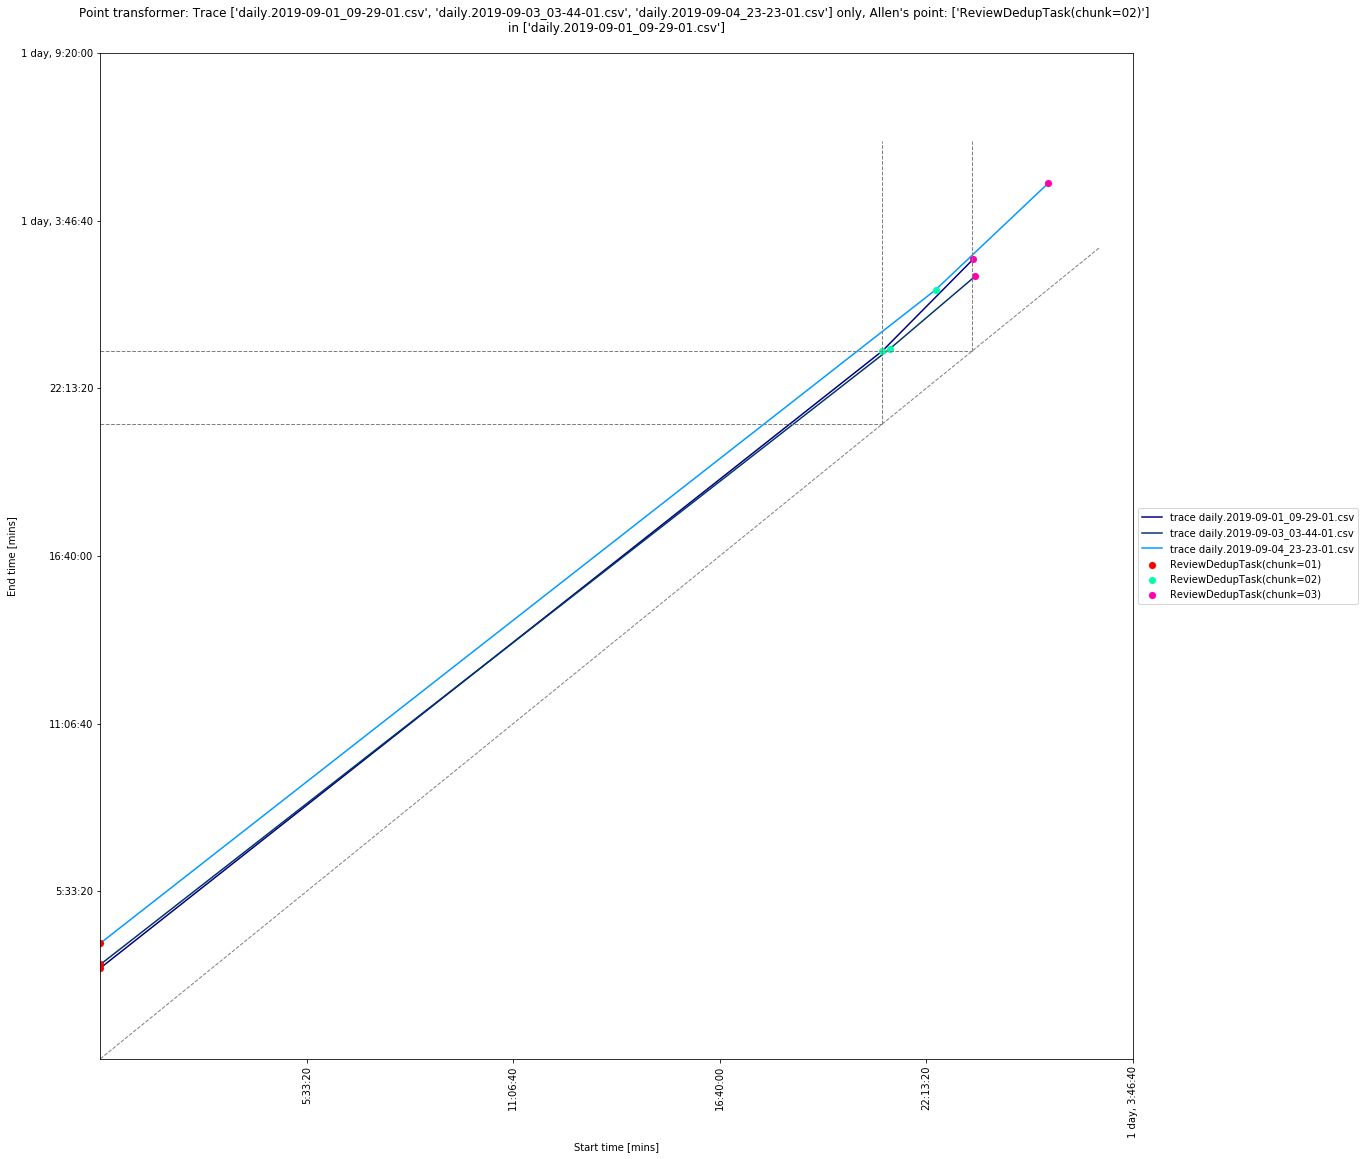 Point transformer: Trace ['daily.2019-09-01_09-29-01.csv', 'daily.2019-09-03_03-44-01.csv', 'daily.2019-09-04_23-23-01.csv'] only, Allen's point: ['ReviewDedupTask(chunk=02)']
in ['daily.2019-09-01_09-29-01.csv']
1 day, 9:20:00
1 day, 3:46:40
22:13:20
16:40:00
11:06:40
5:33:20
End time [mins]
trace daily.2019-09-01_09-29-01.csv
trace daily.2019-09-03_03-44-01.csv
trace daily.2019-09-04_23-23-01.csv
ReviewDedupTask(chunk=01)
ReviewDedupTask(chunk=02)
ReviewDedupTask(chunk=03)
5:33:20
11:06:40
16:40:00
22:13:20
1 day, 3:46:40
Start time [mins]